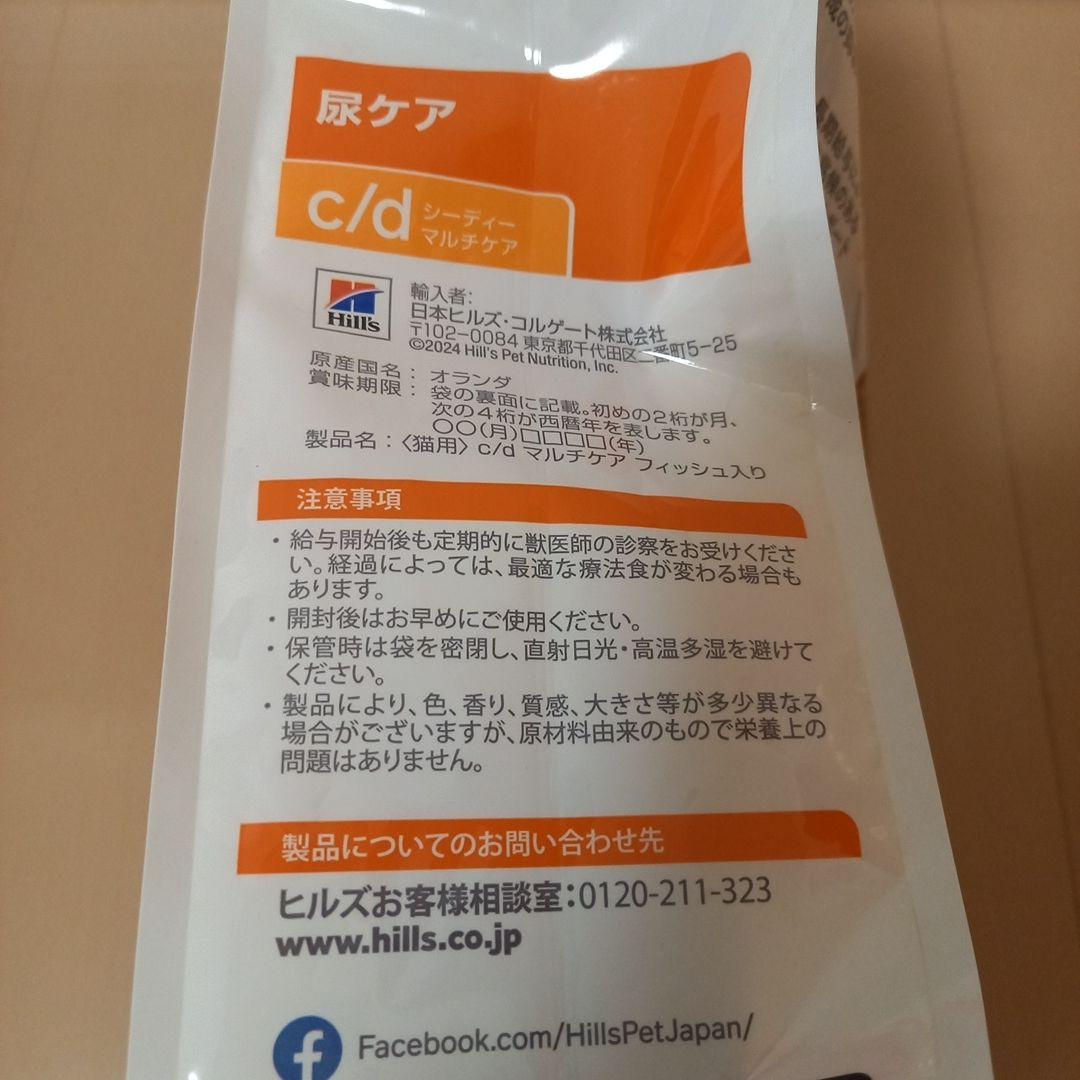 尿ケア
c/d シーディー
マルチケア
Hill's
輸入者:
日本ヒルズ・コルゲート株式会社
〒102-0084 東京都千代田区二番町5-25
©2024 Hill's Pet Nutrition, Inc.
原産国名： オランダ
賞味期限： 袋の裏面に記載。初めの2桁が月、
次の4桁が西暦年を表します。
〇〇(月)□□□□(年)
製品名：〈猫用〉c/d マルチケア フィッシュ入り
注意事項
・給与開始後も定期的に獣医師の診察をお受けくださ
い。経過によっては、最適な療法食が変わる場合も
あります。
・開封後はお早めにご使用ください。
・保管時は袋を密閉し、直射日光・高温多湿を避けて
ください。
・製品により、色、香り、質感、大きさ等が多少異なる
場合がございますが、原材料由来のもので栄養上の
問題はありません。
製品についてのお問い合わせ先
ヒルズお客様相談室：0120-211-323
www.hills.co.jp
f Facebook.com/HillsPetJapan/